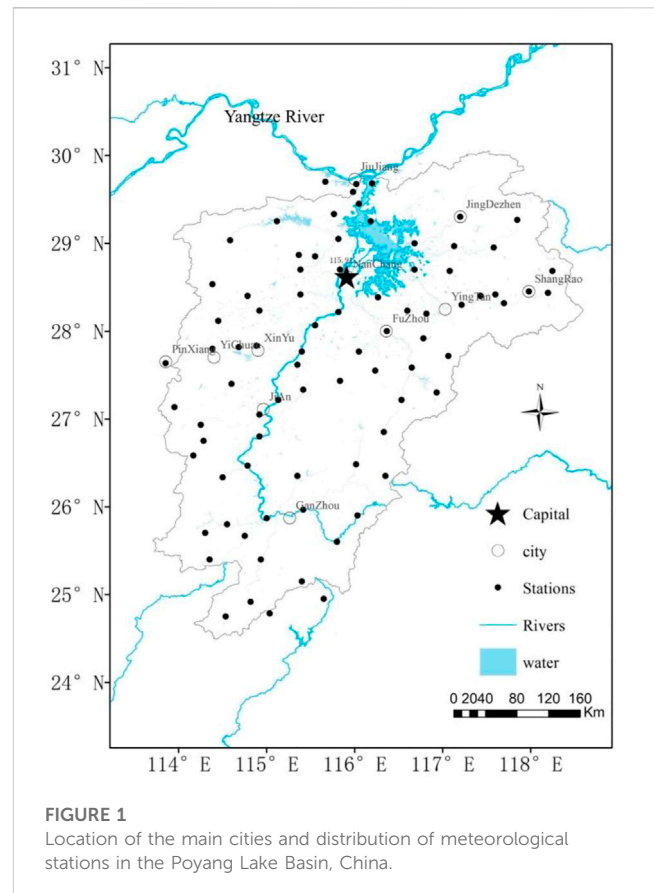 31° N
30° N
29° N
28° N
27° N
26° N
25° N
24° N
Yangtze River
JiuJiang
JingDezhen
NanChang
ShangRao
YingTan
FuZhou
XinYu
YiChun
PinXiang
JiAn
GanZhou
N
Capital
city
Stations
Rivers
water
0 2040 80 120 160
Km
114° E 115° E 116° E 117° E 118° E
FIGURE 1
Location of the main cities and distribution of meteorological
stations in the Poyang Lake Basin, China.